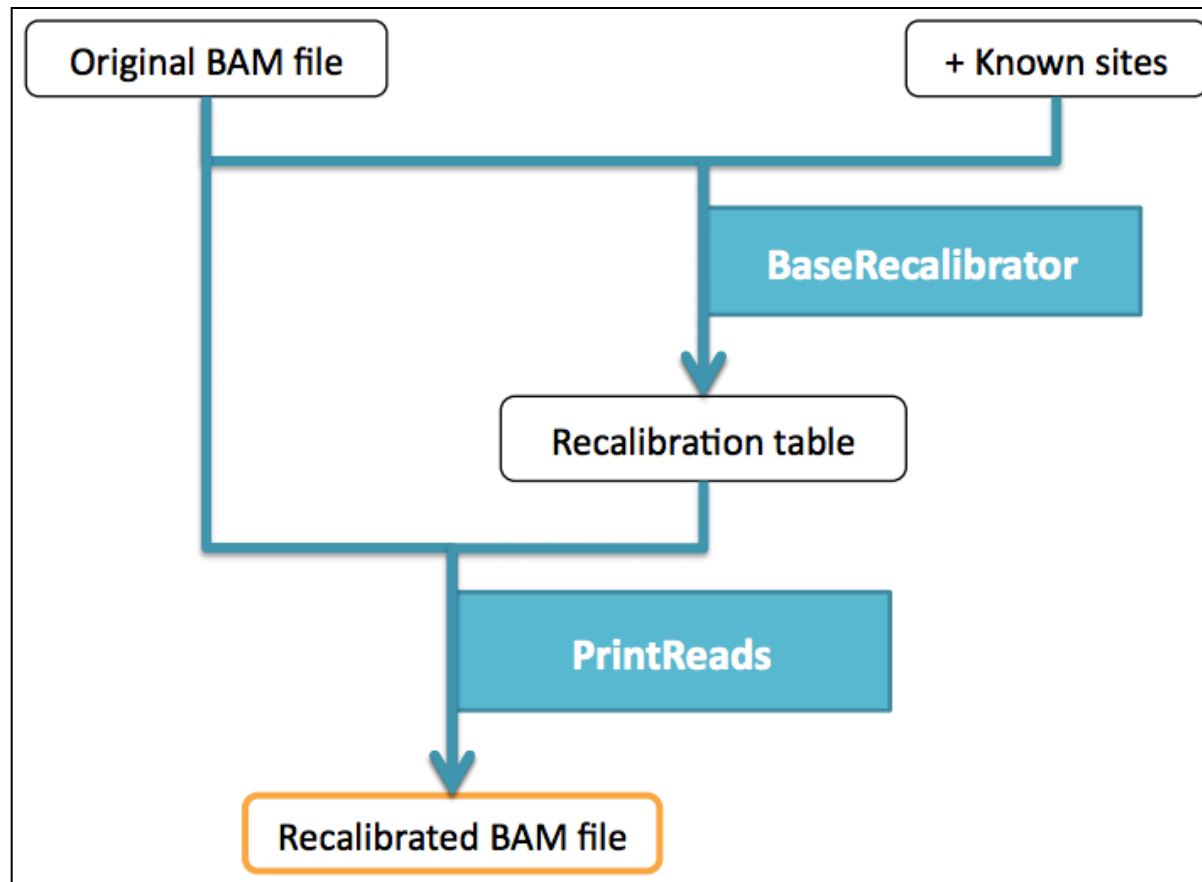 Original BAM file
+ Known sites
BaseRecalibrator
Recalibration table
PrintReads
Recalibrated BAM file